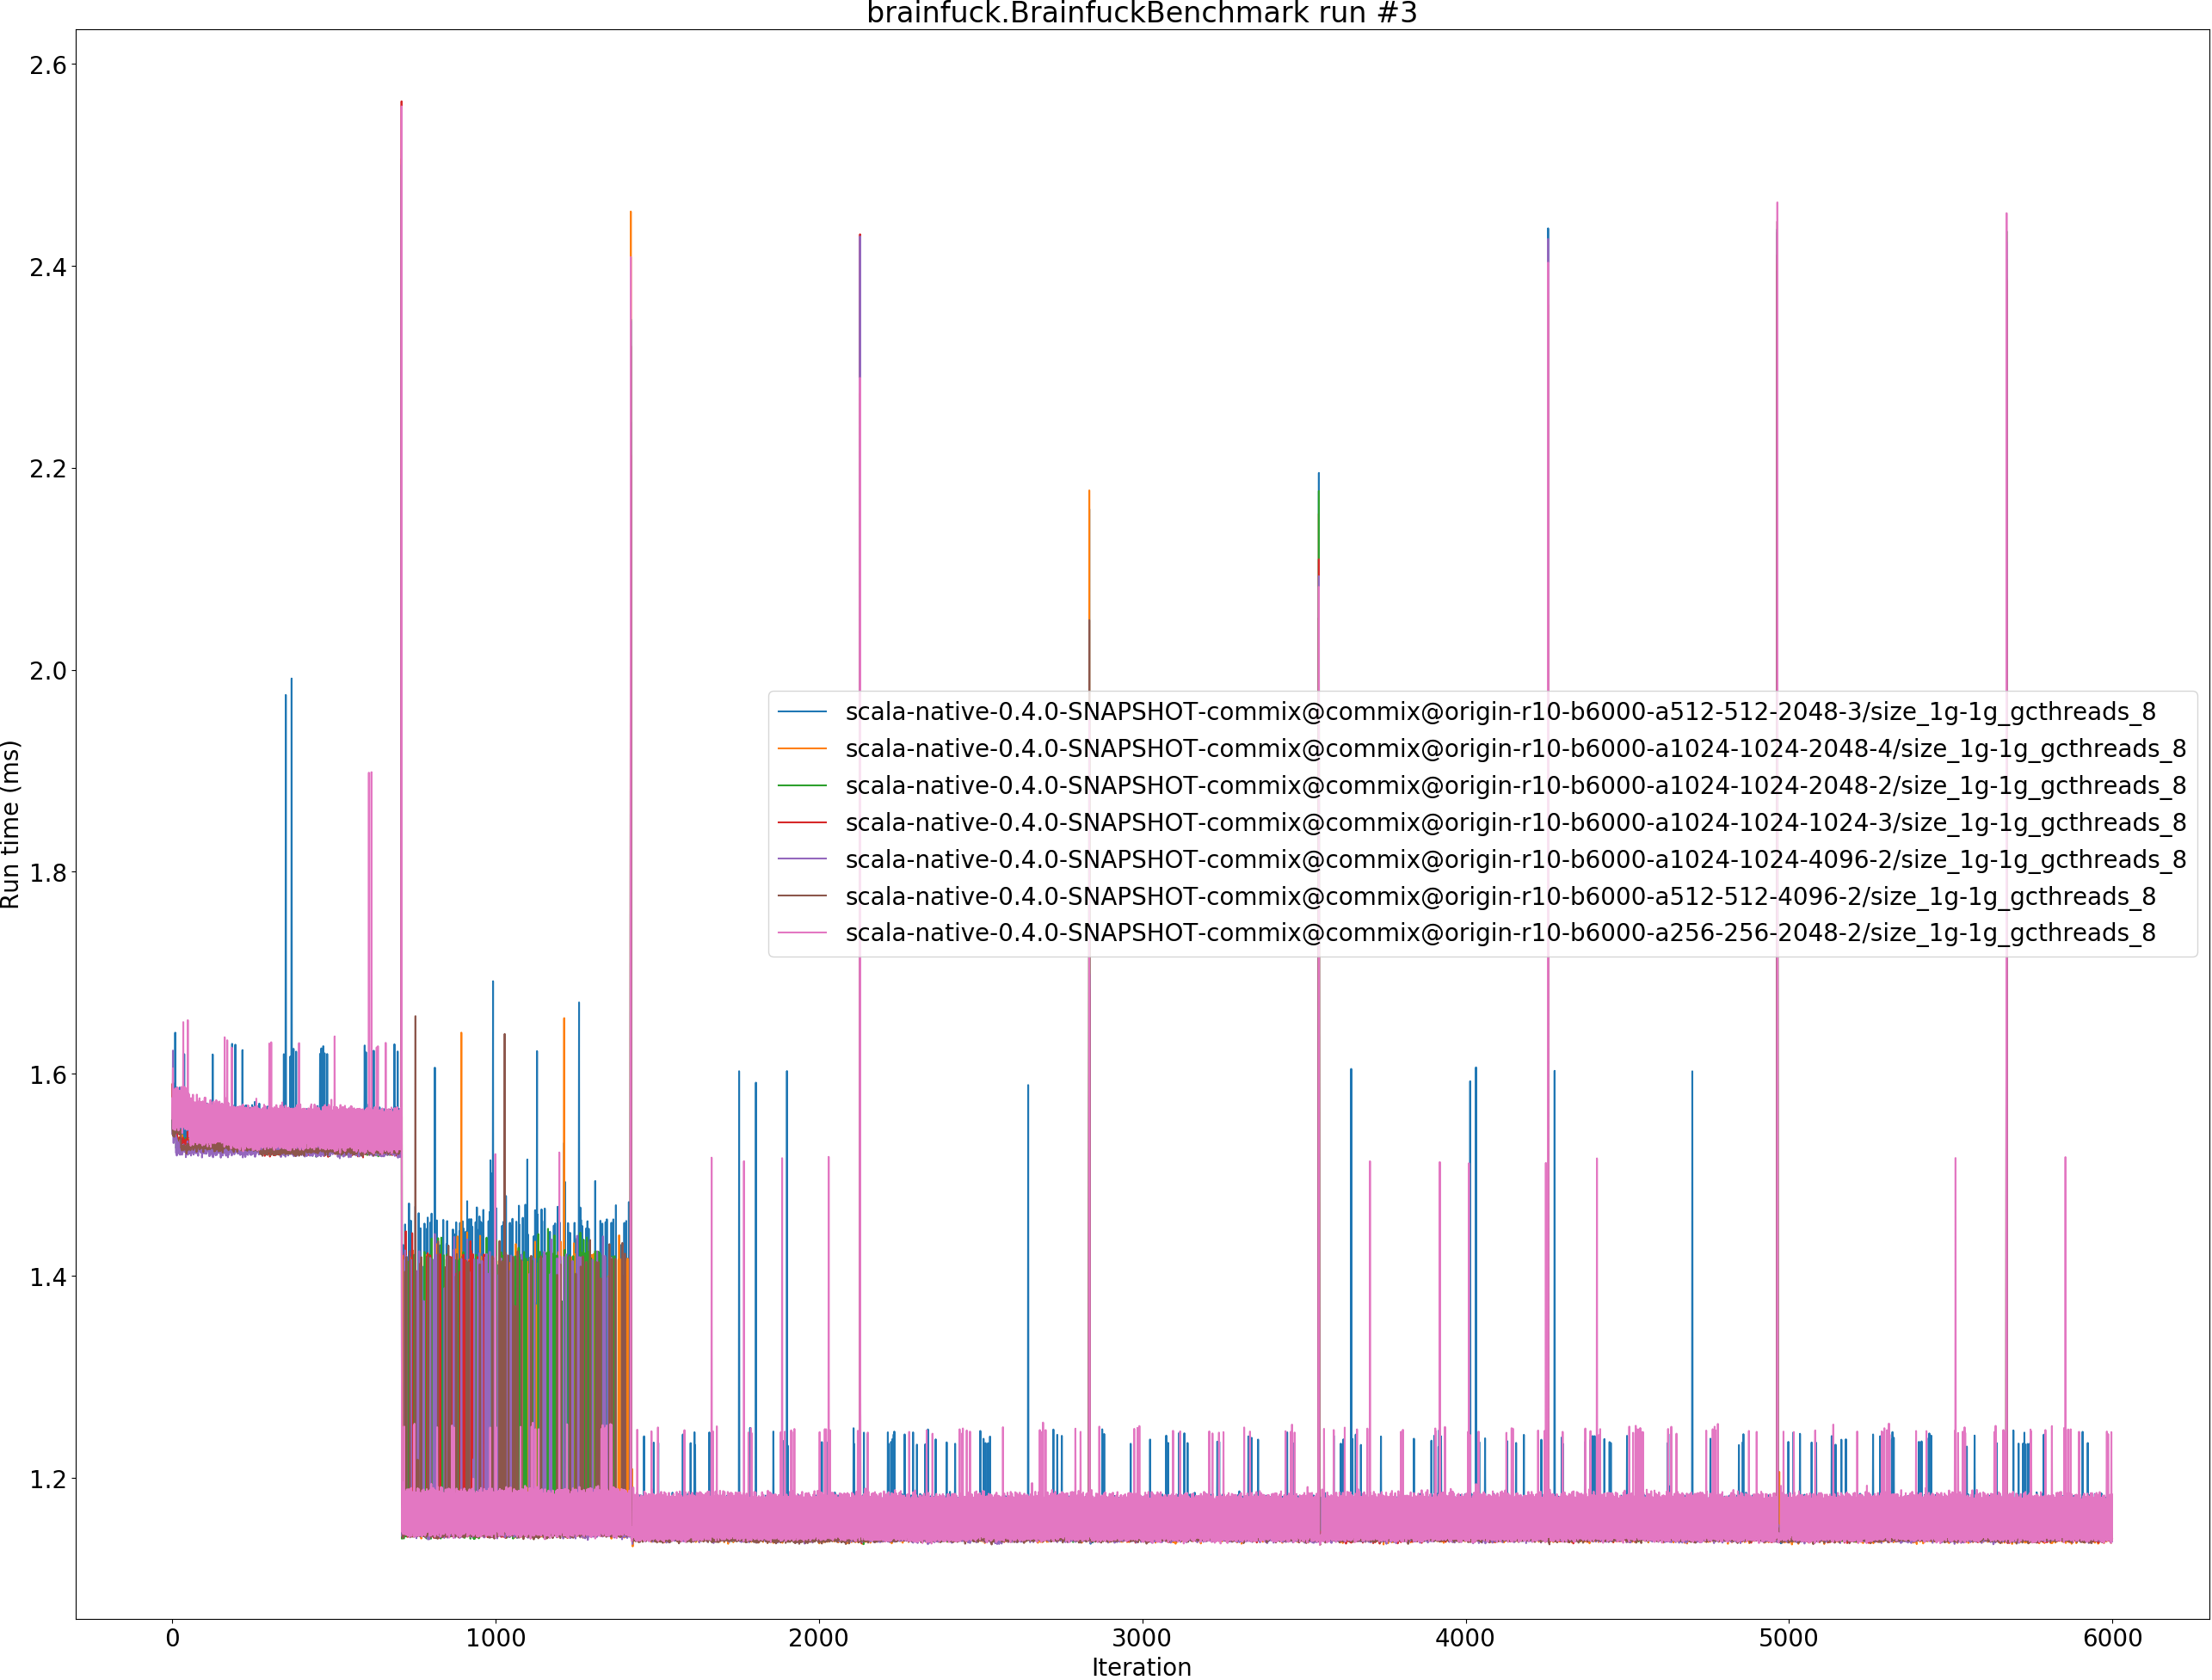 brainfuck.BrainfuckBenchmark run #3
Run time (ms)
2.6
2.4
2.2
2.0
1.8
1.6
1.4
1.2
scala-native-0.4.0-SNAPSHOT-commix@commix@origin-r10-b6000-a512-512-2048-3/size_1g-1g_gcthreads_8
scala-native-0.4.0-SNAPSHOT-commix@commix@origin-r10-b6000-a1024-1024-2048-4/size_1g-1g_gcthreads_8
scala-native-0.4.0-SNAPSHOT-commix@commix@origin-r10-b6000-a1024-1024-2048-2/size_1g-1g_gcthreads_8
scala-native-0.4.0-SNAPSHOT-commix@commix@origin-r10-b6000-a1024-1024-1024-3/size_1g-1g_gcthreads_8
scala-native-0.4.0-SNAPSHOT-commix@commix@origin-r10-b6000-a1024-1024-4096-2/size_1g-1g_gcthreads_8
scala-native-0.4.0-SNAPSHOT-commix@commix@origin-r10-b6000-a512-512-4096-2/size_1g-1g_gcthreads_8
scala-native-0.4.0-SNAPSHOT-commix@commix@origin-r10-b6000-a256-256-2048-2/size_1g-1g_gcthreads_8
0 1000 2000 3000 4000 5000 6000
Iteration